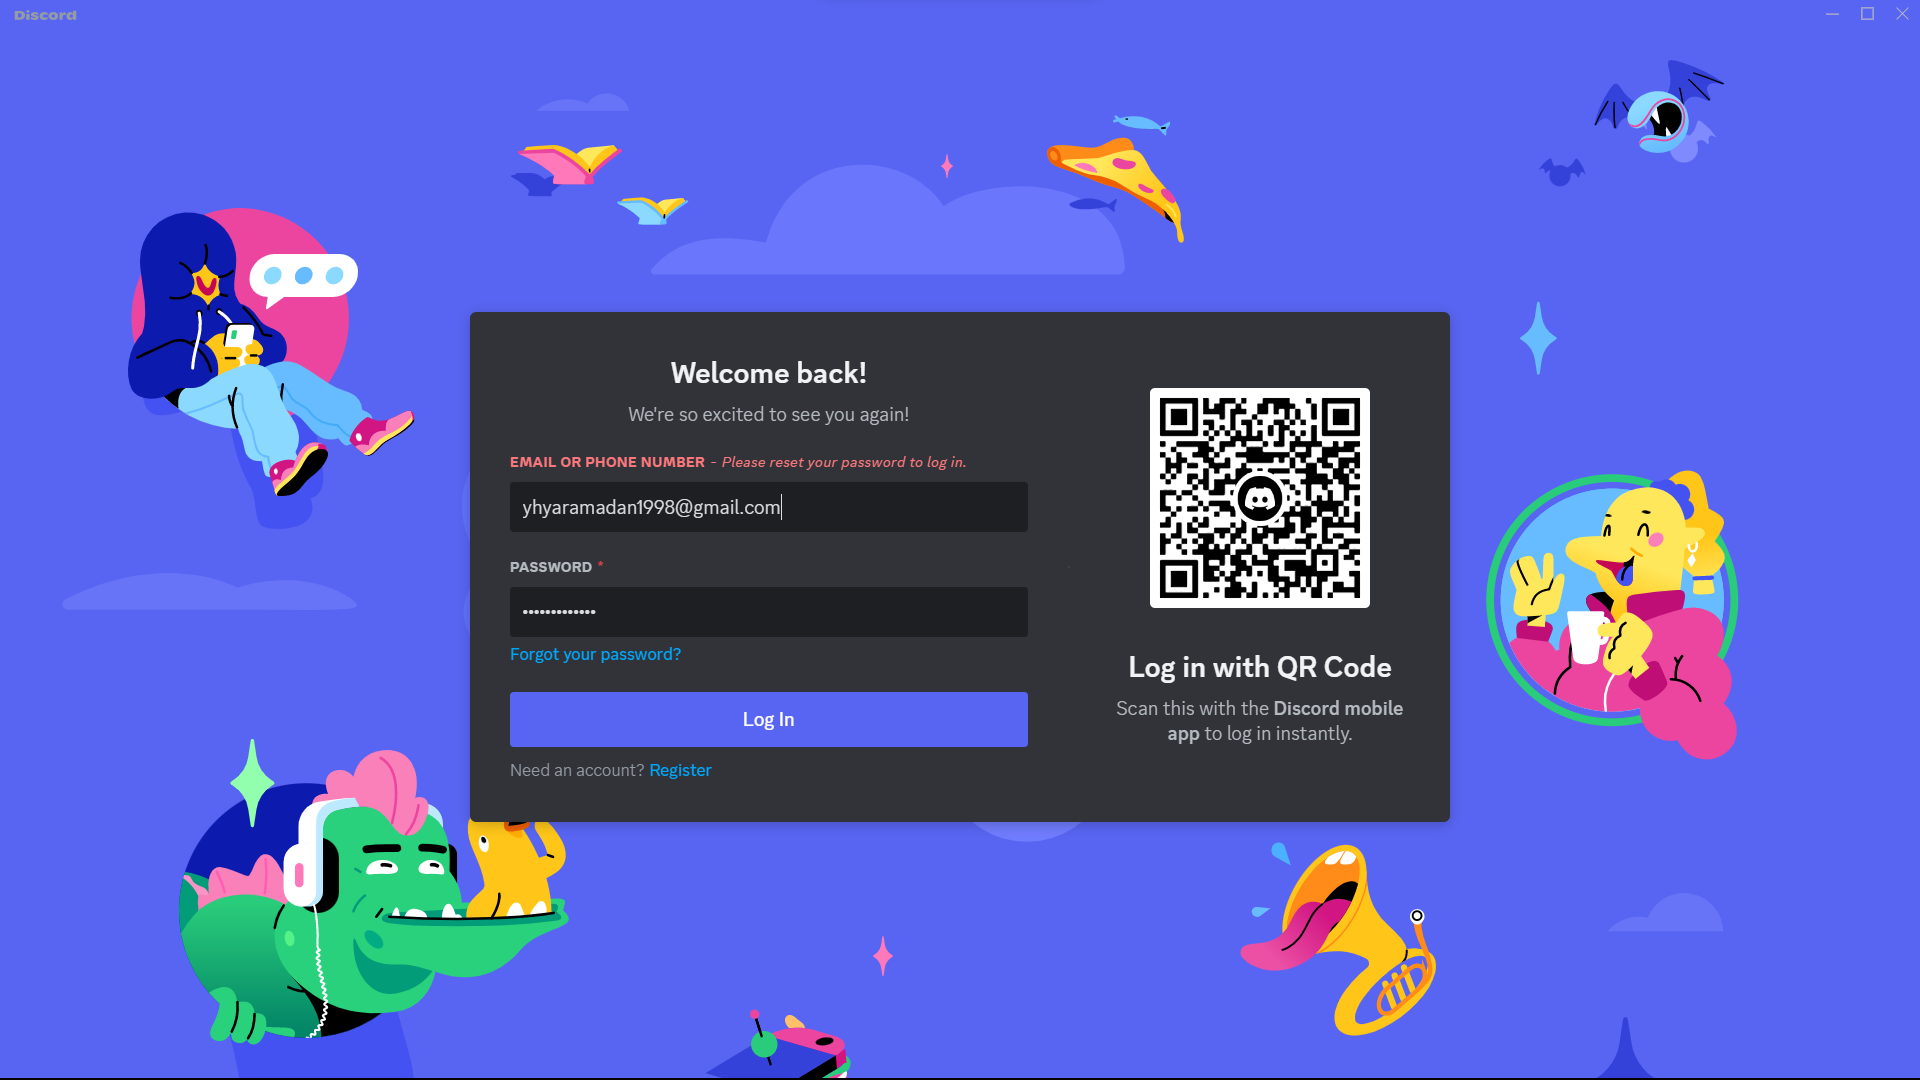 Discord
Welcome back!
We're so excited to see you again!
EMAIL OR PHONE NUMBER - Please reset your password to log in.
yhyaramadan1998@gmail.com
PASSWORD *
•••••••••••••
Forgot your password?
Log In
Need an account? Register
Log in with QR Code
Scan this with the Discord mobile
app to log in instantly.